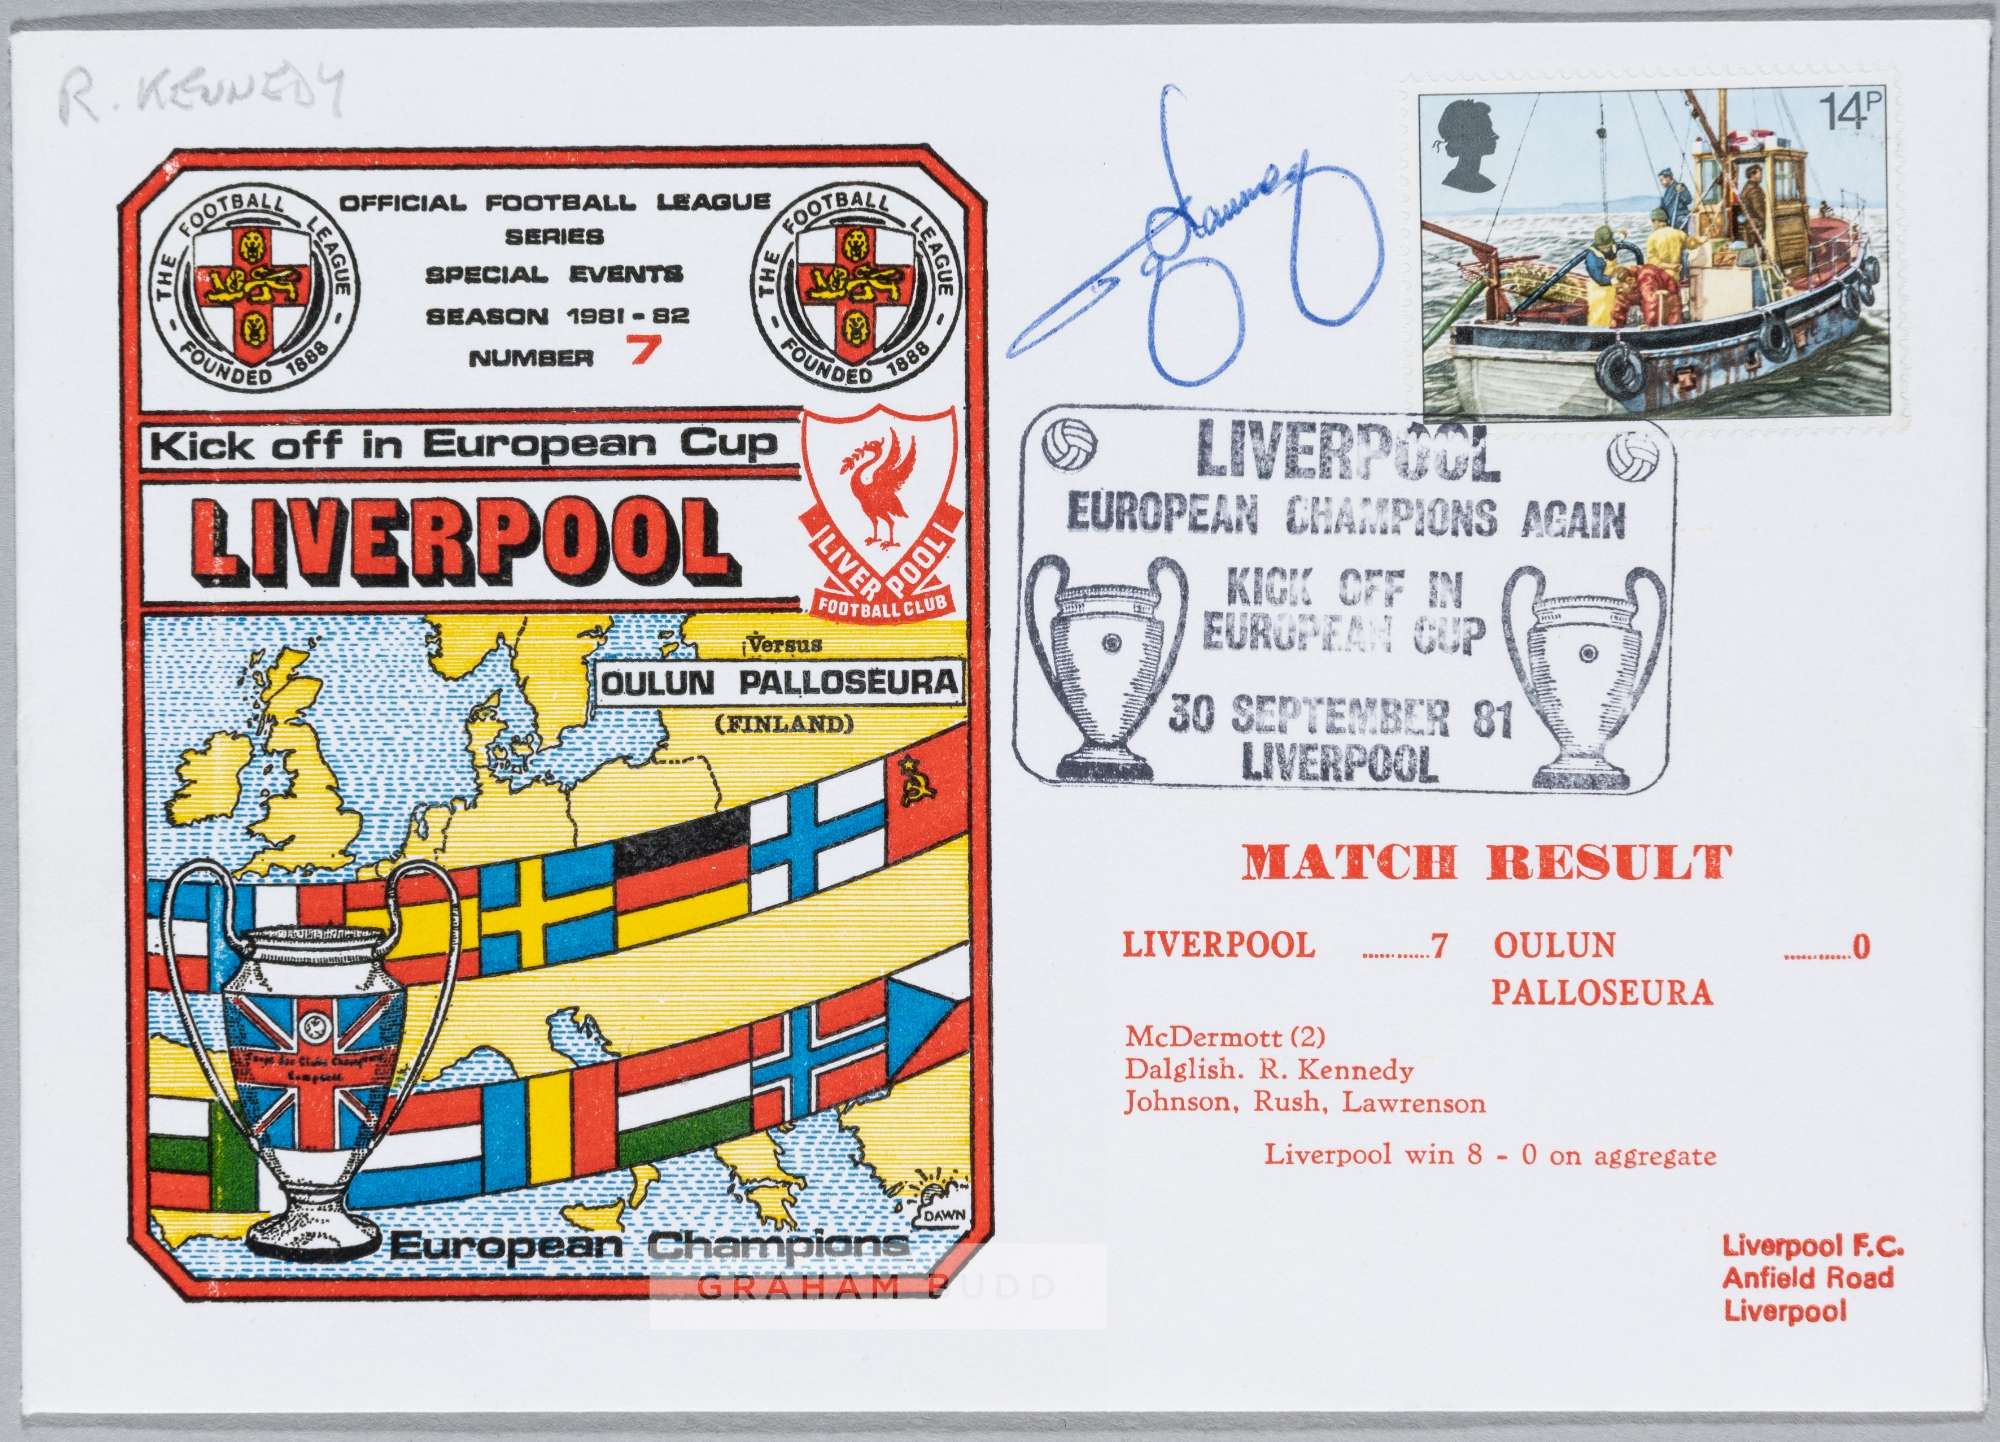 R. KENNEDY
THE FOOTBALL LEAGUE
FOUNDED 1888
OFFICIAL FOOTBALL LEAGUE
SERIES
SPECIAL EVENTS
SEASON 1981-82
NUMBER 7
THE FOOTBALL LEAGUE
FOUNDED 1888
Kick off in European Cup
LIVERPOOL
LIVERPOOL
FOOTBALL CLUB
Versus
OULUN PALLOSEURA
(FINLAND)
European Champions
DAWN
GRAHAM BUDD
14P
LIVERPOOL
EUROPEAN CHAMPIONS AGAIN
KICK OFF IN
EUROPEAN CUP
30 SEPTEMBER 81
LIVERPOOL
MATCH RESULT
LIVERPOOL ............7 OULUN ............0
PALLOSEURA
McDermott (2)
Dalglish. R. Kennedy
Johnson, Rush, Lawrenson
Liverpool win 8 - 0 on aggregate
Liverpool F.C.
Anfield Road
Liverpool